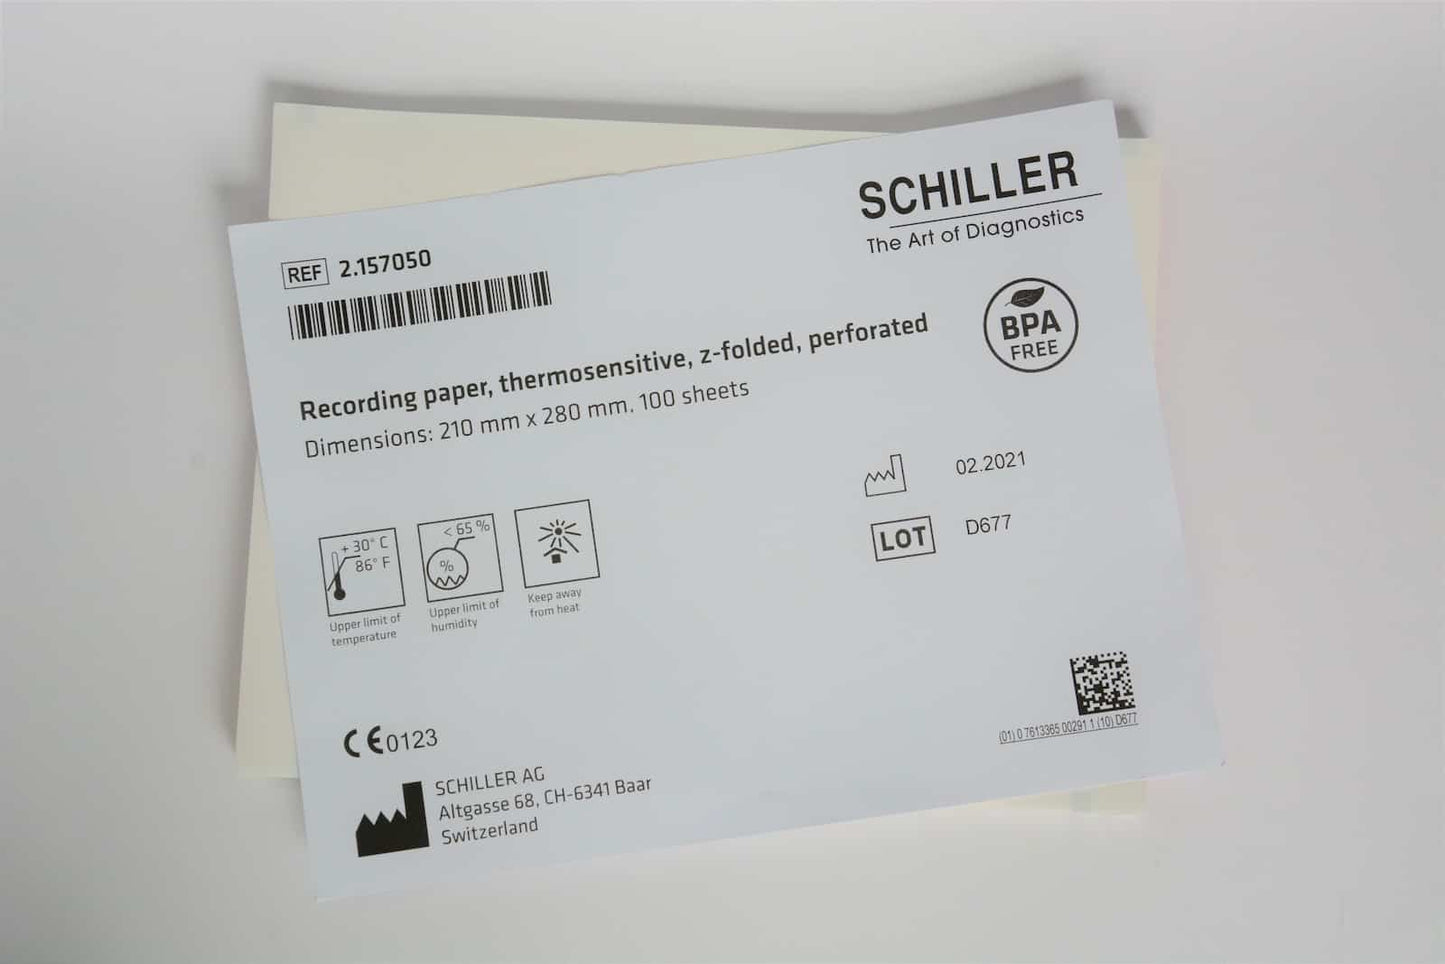 SCHILLER
The Art of Diagnostics
REF 2.157050
BPA
FREE
Recording paper, thermosensitive, z-folded, perforated
Dimensions: 210 mm x 280 mm, 100 sheets
02.2021
LOT D677
+ 30° C
86° F
Upper limit of
temperature
< 65 %
%
Upper limit of
humidity
Keep away
from heat
(01) 0 7613365 00291 1 (10) D677
CE 0123
SCHILLER AG
Altgasse 68, CH-6341 Baar
Switzerland